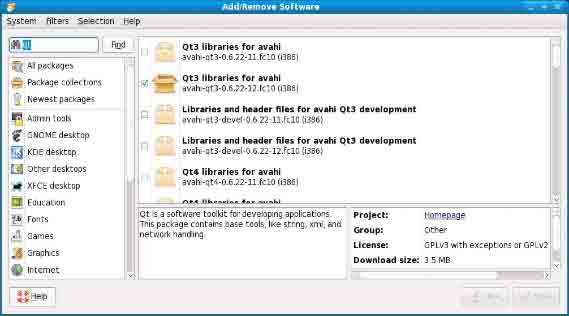 Add/Remove Software
System Filters Selection Help
qt
Find
All packages
Package collections
Newest packages
Admin tools
GNOME desktop
KDE desktop
Other desktops
XFCE desktop
Education
Fonts
Games
Graphics
Internet
Qt3 libraries for avahi
avahi-qt3-0.6.22-11.fc10 (i386)
Qt3 libraries for avahi
avahi-qt3-0.6.22-12.fc10 (i386)
Libraries and header files for avahi Qt3 development
avahi-qt3-devel-0.6.22-11.fc10 (i386)
Libraries and header files for avahi Qt3 development
avahi-qt3-devel-0.6.22-12.fc10 (i386)
Qt4 libraries for avahi
avahi-qt4-0.6.22-11.fc10 (i386)
Qt4 libraries for avahi
Qt is a software toolkit for developing applications.
This package contains base tools, like string, xml, and
network handling.
Project: Homepage
Group: Other
License: GPLv3 with exceptions or GPLv2
Download size: 3.5 MB
Help